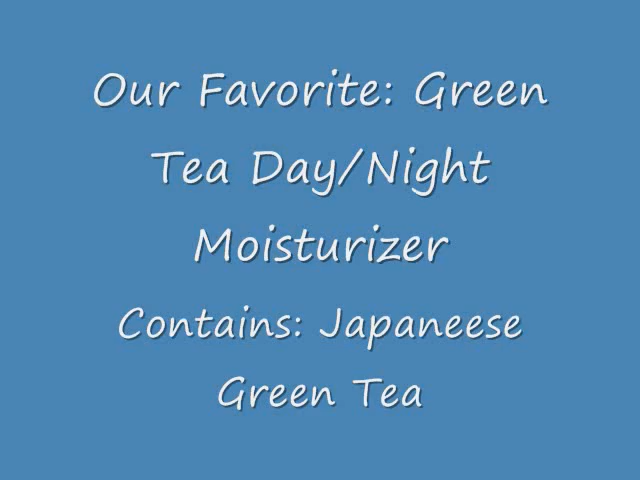 Our Favorite: Green
Tea Day/Night
Moisturizer
Contains: Japaneese
Green Tea